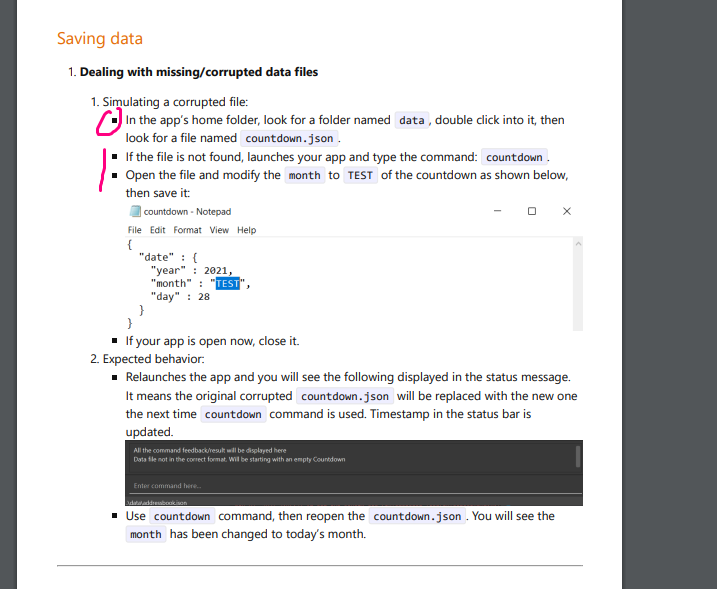 Saving data
1. Dealing with missing/corrupted data files
1. Simulating a corrupted file:
In the app's home folder, look for a folder named data , double click into it, then
look for a file named countdown.json .
If the file is not found, launches your app and type the command: countdown .
Open the file and modify the month to TEST of the countdown as shown below,
then save it:
countdown - Notepad
File Edit Format View Help
{
"date" : {
"year" : 2021,
"month" : "TEST",
"day" : 28
}
}
If your app is open now, close it.
2. Expected behavior:
Relaunches the app and you will see the following displayed in the status message.
It means the original corrupted countdown.json will be replaced with the new one
the next time countdown command is used. Timestamp in the status bar is
updated.
All the command feedback/result will be displayed here
Data file not in the correct format. Will be starting with an empty Countdown
Enter command here...
\data\addressbook.json
Use countdown command, then reopen the countdown.json . You will see the
month has been changed to today's month.